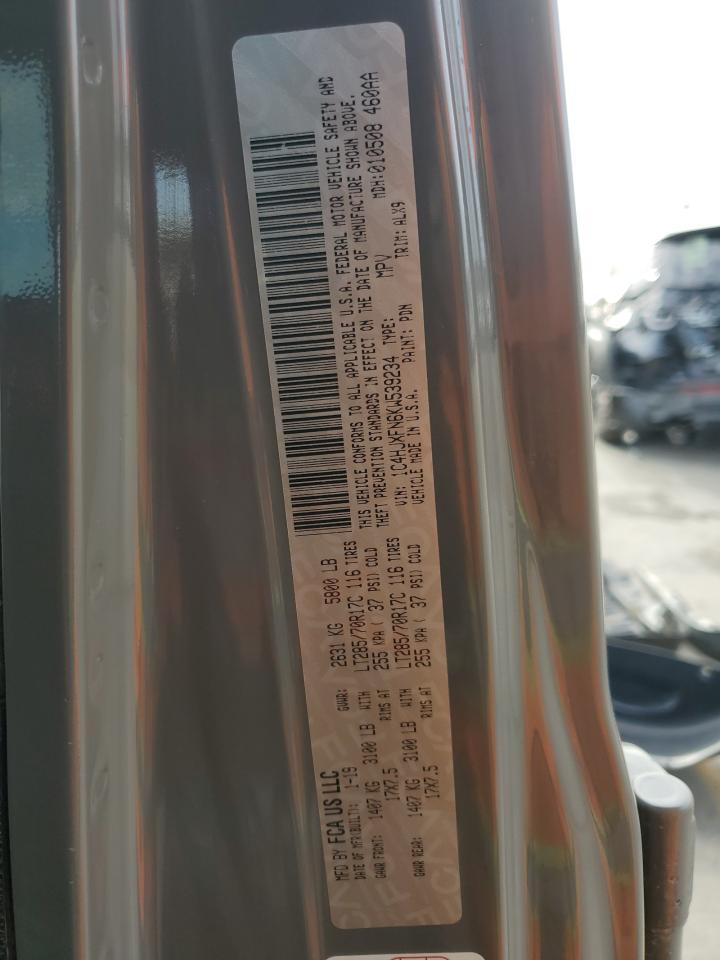 MFD BY FCA US LLC
DATE OF MFR(BUILT): 1-19 GVWR: 2631 KG 5800 LB
GAWR FRONT: 1407 KG 3100 LB WITH LT285/70R17C 116 TIRES
17X7.5 RIMS AT 255 KPA ( 37 PSI) COLD
GAWR REAR: 1407 KG 3100 LB WITH LT285/70R17C 116 TIRES
17X7.5 RIMS AT 255 KPA ( 37 PSI) COLD
THIS VEHICLE CONFORMS TO ALL APPLICABLE U.S.A. FEDERAL MOTOR VEHICLE SAFETY AND
THEFT PREVENTION STANDARDS IN EFFECT ON THE DATE OF MANUFACTURE SHOWN ABOVE.
VIN: 1C4HJXFN6KW539234 TYPE: MPV MDH:010508 460AA
VEHICLE MADE IN U.S.A. PAINT: PDN TRIM: ALX9